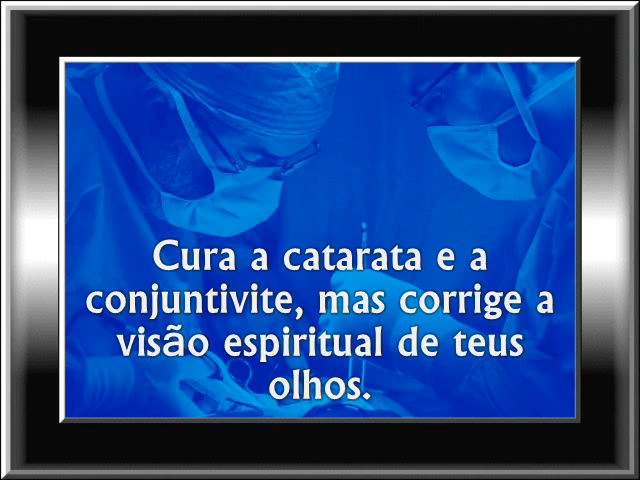 Cura a catarata e a
conjuntivite, mas corrige a
visão espiritual de teus
olhos.